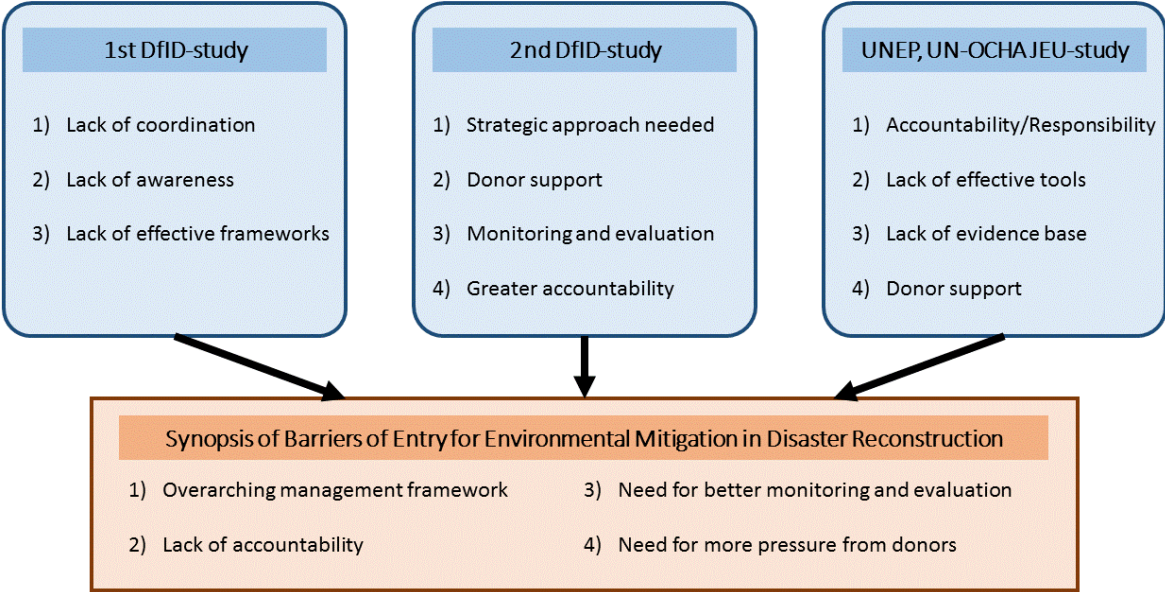 1st DfID-study
1) Lack of coordination
2) Lack of awareness
3) Lack of effective frameworks
2nd DfID-study
1) Strategic approach needed
2) Donor support
3) Monitoring and evaluation
4) Greater accountability
UNEP, UN-OCHAJEU-study
1) Accountability/Responsibility
2) Lack of effective tools
3) Lack of evidence base
4) Donor support
Synopsis of Barriers of Entry for Environmental Mitigation in Disaster Reconstruction
1) Overarching management framework
2) Lack of accountability
3) Need for better monitoring and evaluation
4) Need for more pressure from donors